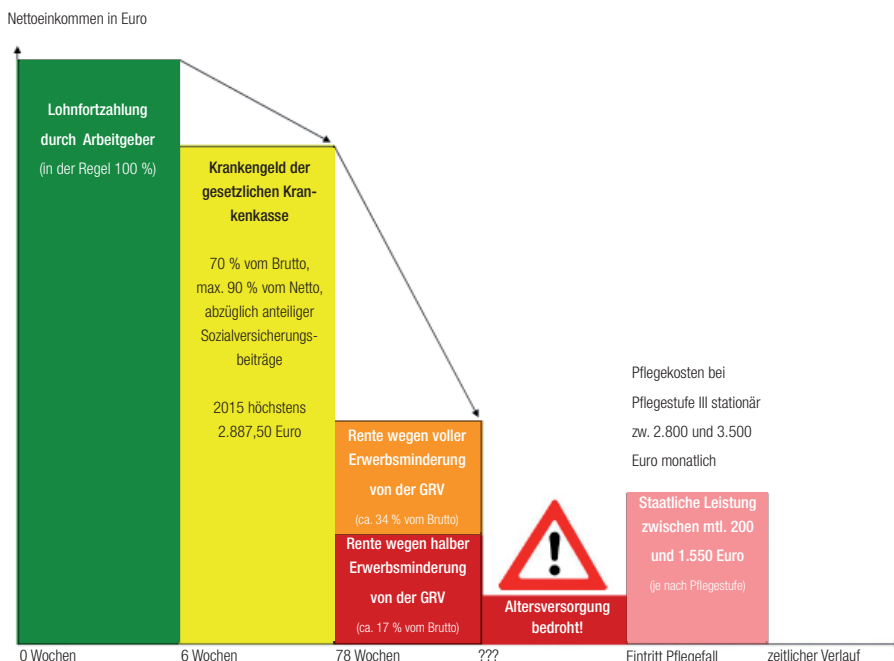 Nettoeinkommen in Euro
Lohnfortzahlung
durch Arbeitgeber
(in der Regel 100 %)
Krankengeld der
gesetzlichen Kran-
kenkasse
70 % vom Brutto,
max. 90 % vom Netto,
abzüglich anteiliger
Sozialversicherungs-
beiträge
2015 höchstens
2.887,50 Euro
Rente wegen voller
Erwerbsminderung
von der GRV
(ca. 34 % vom Brutto)
Rente wegen halber
Erwerbsminderung
von der GRV
(ca. 17 % vom Brutto)
Altersversorgung
bedroht!
Pflegekosten bei
Pflegestufe III stationär
zw. 2.800 und 3.500
Euro monatlich
Staatliche Leistung
zwischen mtl. 200
und 1.550 Euro
(je nach Pflegestufe)
0 Wochen
6 Wochen
78 Wochen
???
Eintritt Pflegefall
zeitlicher Verlauf